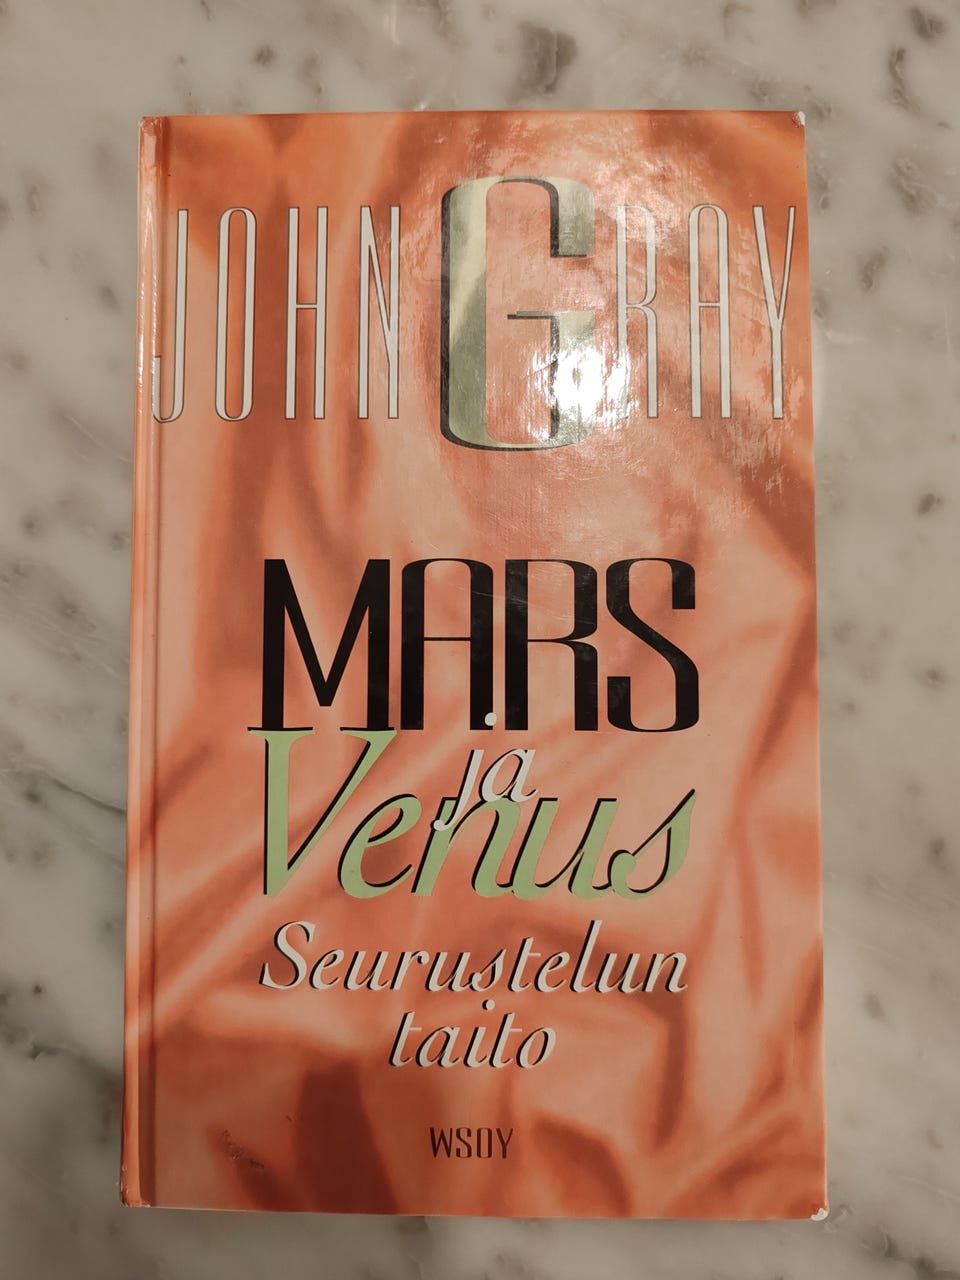 JOHN GRAY
MARS
ja
Venus
Seurustelun
taito
WSOY